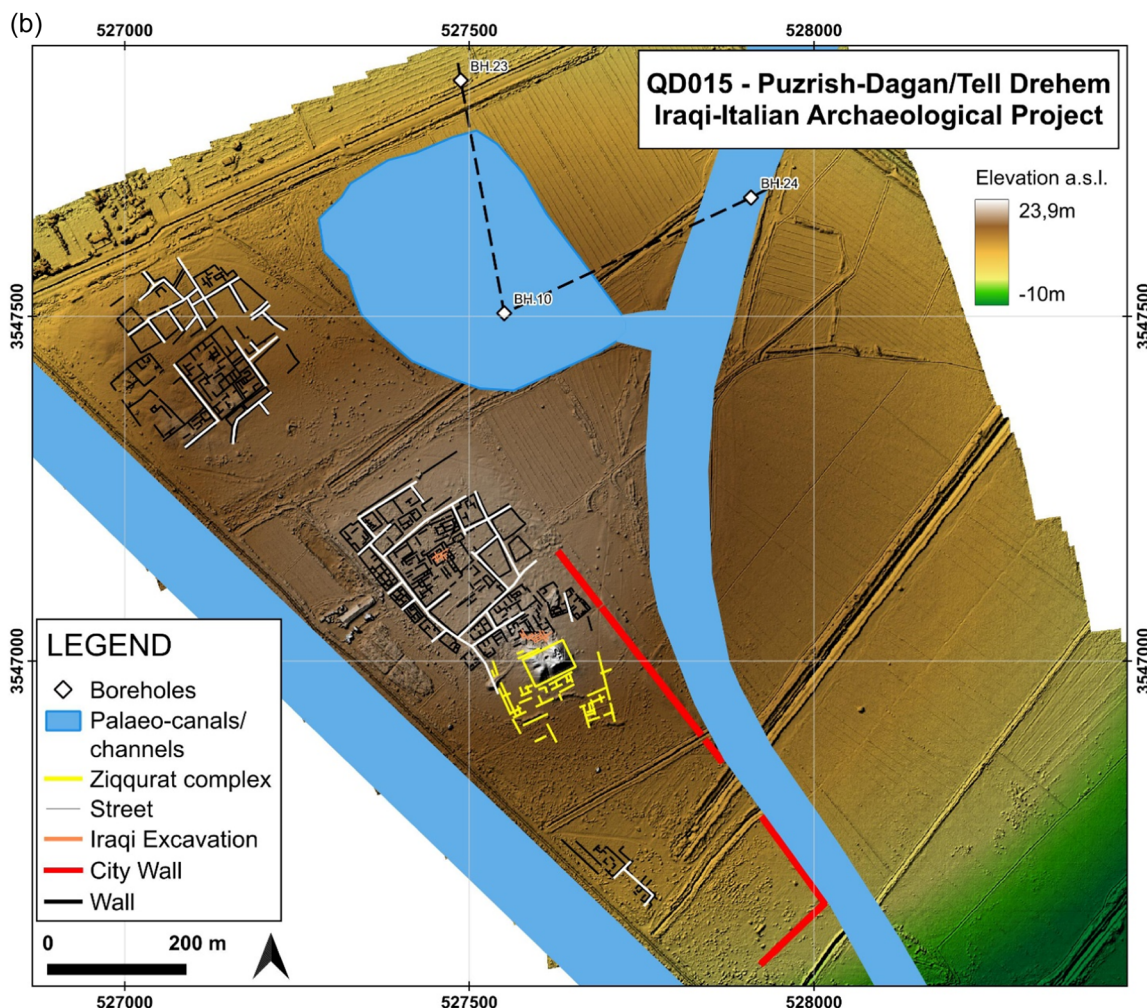 (b)
527000 527500 528000
QD015 - Puzrish-Dagan/Tell Drehem
Iraqi-Italian Archaeological Project
BH.23
BH.24
BH.10
Elevation a.s.l.
23,9m
-10m
3547500
3547500
3547000
3547000
LEGEND
Boreholes
Palaeo-canals/
channels
Ziqqurat complex
Street
Iraqi Excavation
City Wall
Wall
0 200 m
527000 527500 528000